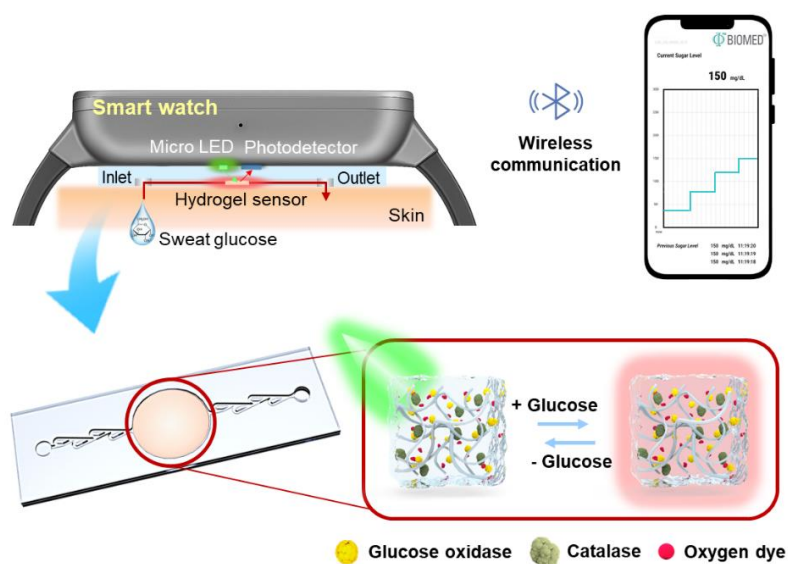 BIOMED
Current Sugar Level
150 mg/dL
Smart watch
Micro LED Photodetector
Inlet
Outlet
Hydrogel sensor
Skin
Sweat glucose
Wireless
communication
Previous Sugar Level 150 mg/dL 11:19:20
150 mg/dL 11:19:19
150 mg/dL 11:19:18
+ Glucose
- Glucose
Glucose oxidase Catalase Oxygen dye